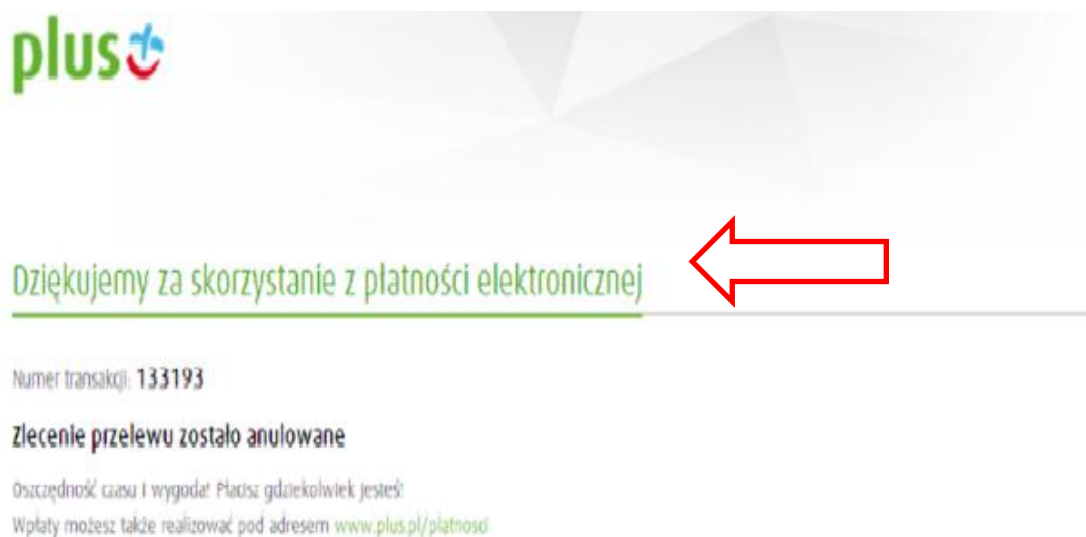 plus
Dziękujemy za skorzystanie z płatności elektronicznej
Numer transakcji: 133193
Zlecenie przelewu zostało anulowane
Oszczędność czasu i wygoda! Płacisz gdziekolwiek jesteś!
Wpłaty możesz także realizować pod adresem www.plus.pl/platnosci